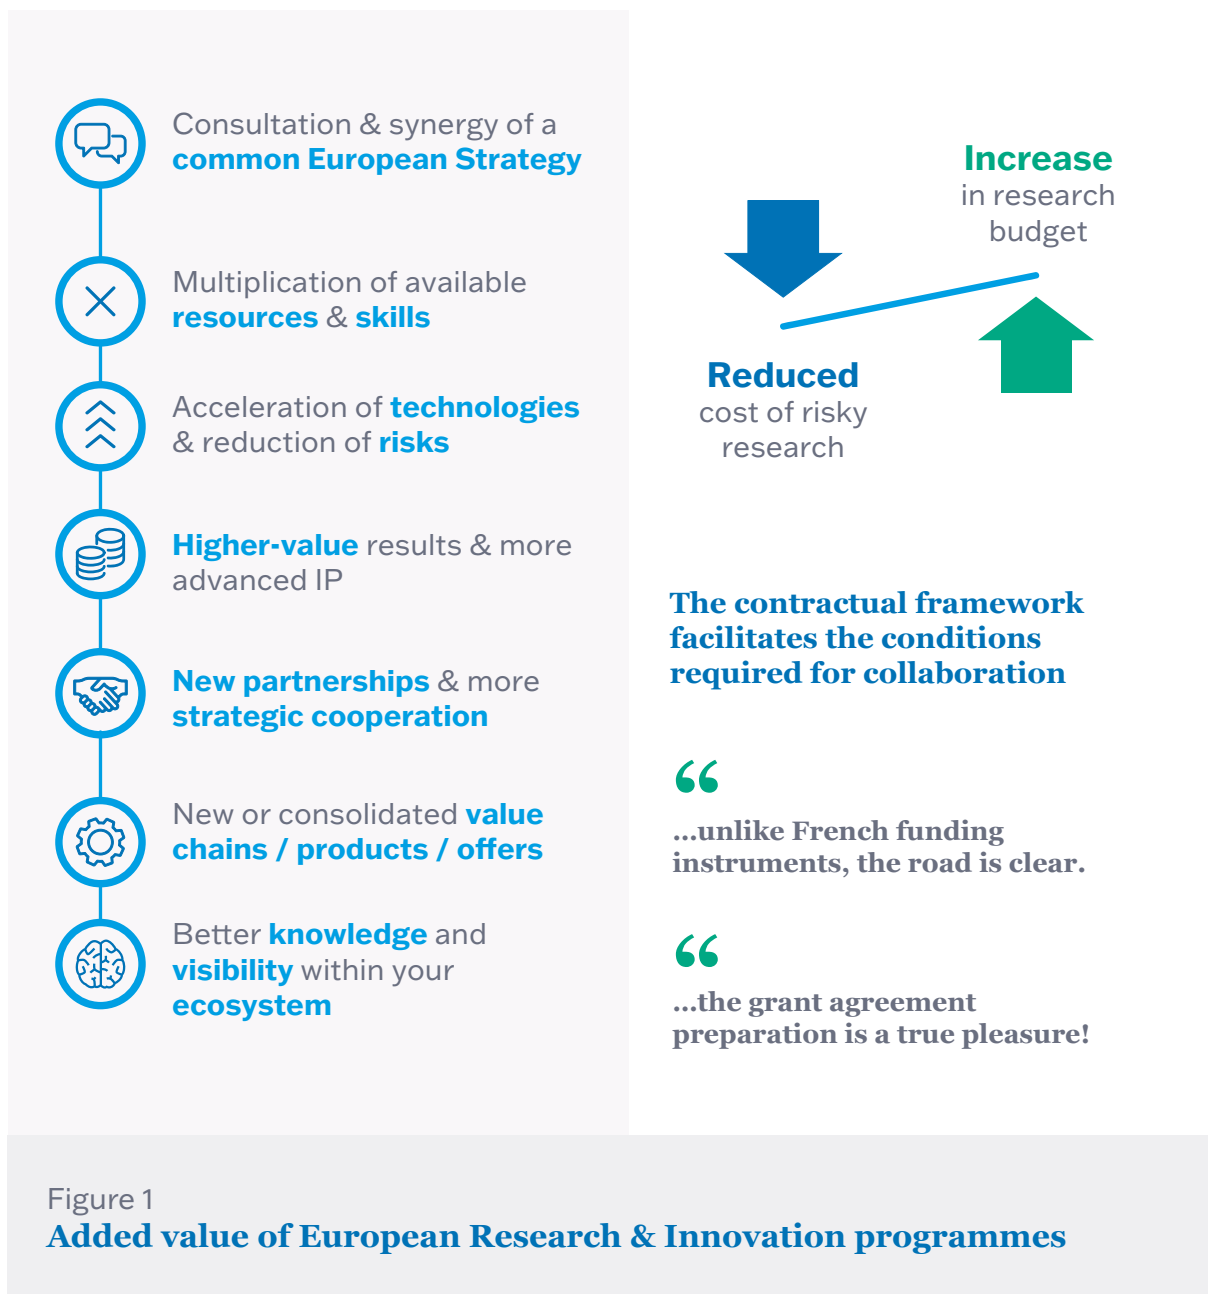 Consultation & synergy of a
common European Strategy
Multiplication of available
resources & skills
Acceleration of technologies
& reduction of risks
Higher-value results & more
advanced IP
New partnerships & more
strategic cooperation
New or consolidated value
chains / products / offers
Better knowledge and
visibility within your
ecosystem
Increase
in research
budget
Reduced
cost of risky
research
The contractual framework
facilitates the conditions
required for collaboration
“
...unlike French funding
instruments, the road is clear.
“
...the grant agreement
preparation is a true pleasure!
Figure 1
Added value of European Research & Innovation programmes